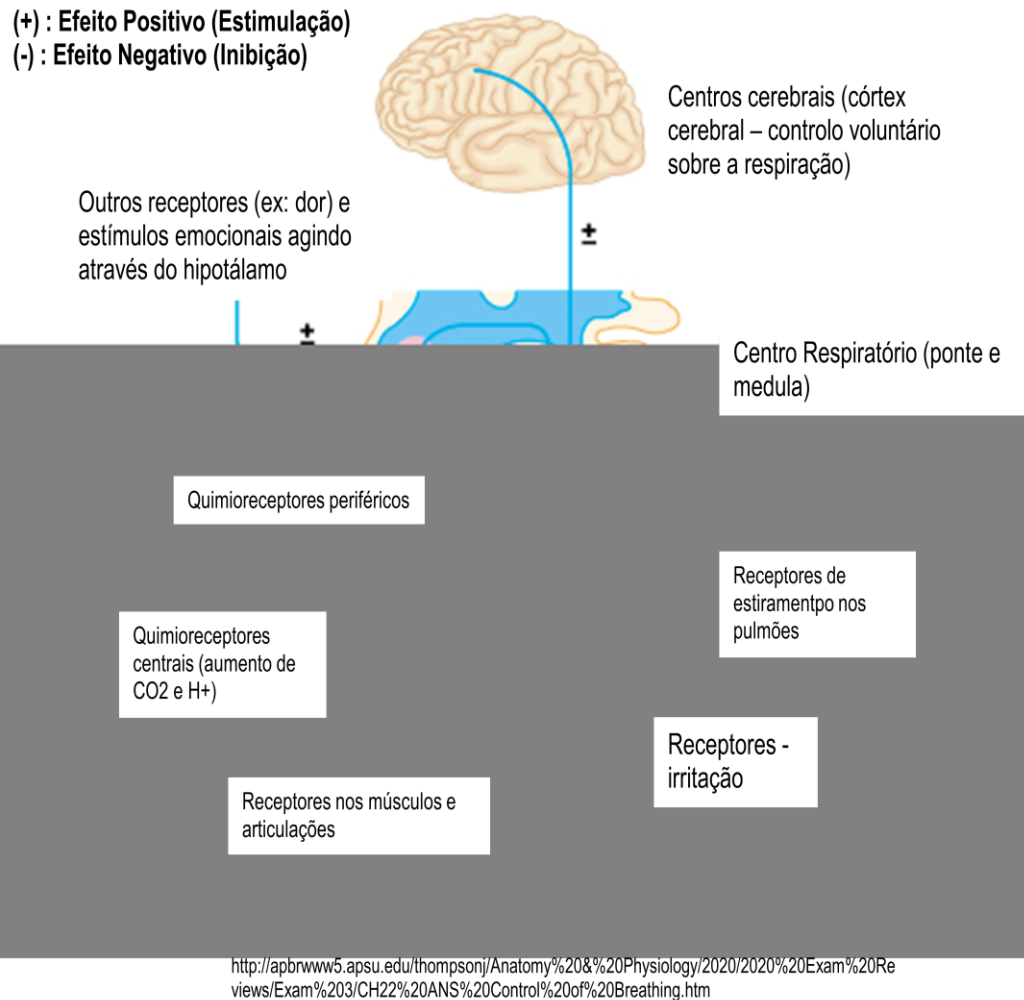 (+) : Efeito Positivo (Estimulação)
(-) : Efeito Negativo (Inibição)
Centros cerebrais (córtex
cerebral – controlo voluntário
sobre a respiração)
Outros receptores (ex: dor) e
estímulos emocionais agindo
através do hipotálamo
±
±
Centro Respiratório (ponte e
medula)
Quimioreceptores periféricos
Receptores de
estiramentpo nos
pulmões
Quimioreceptores
centrais (aumento de
CO2 e H+)
Receptores -
irritação
Receptores nos músculos e
articulações
http://apbrwww5.apsu.edu/thompsonj/Anatomy%20&%20Physiology/2020/2020%20Exam%20Re
views/Exam%203/CH22%20ANS%20Control%20of%20Breathing.htm